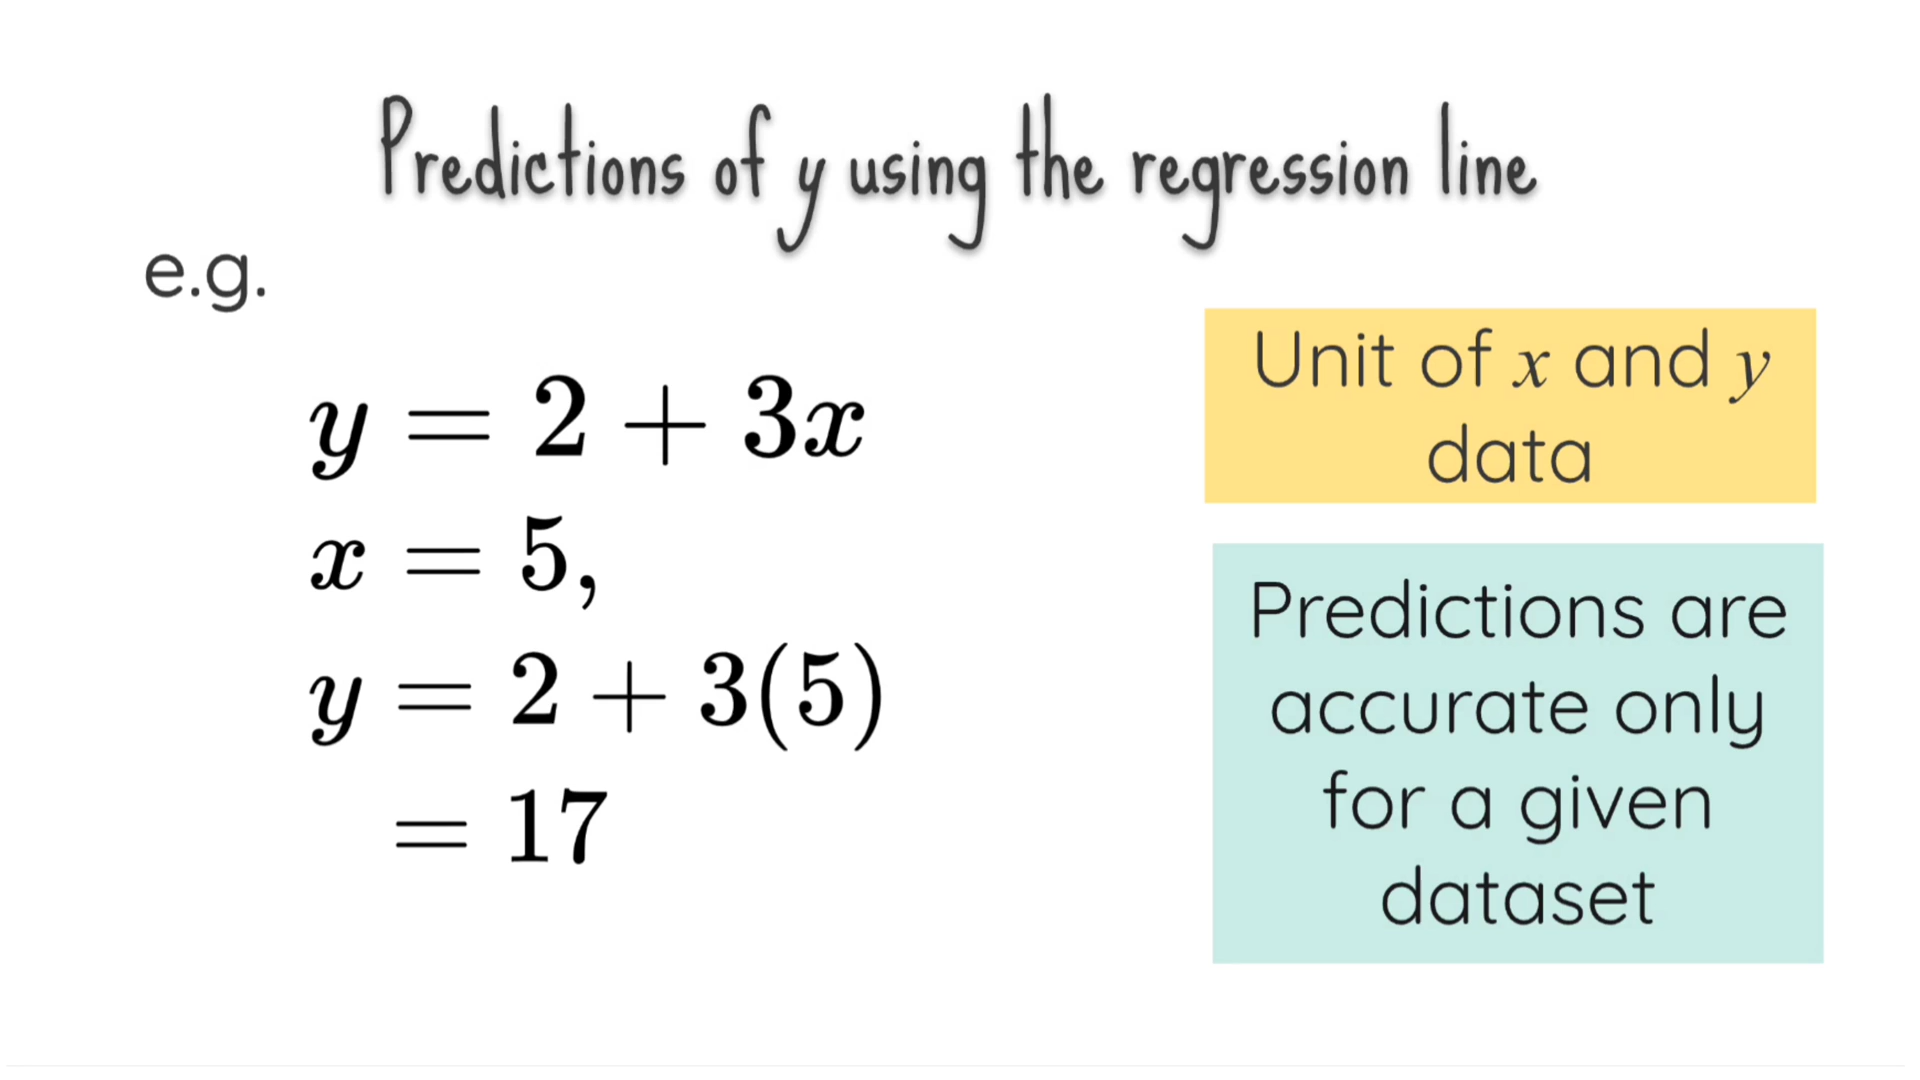 Predictions of y using the regression line
e.g.
y = 2 + 3x
x = 5,
y = 2 + 3(5)
= 17
Unit of x and y
data
Predictions are
accurate only
for a given
dataset